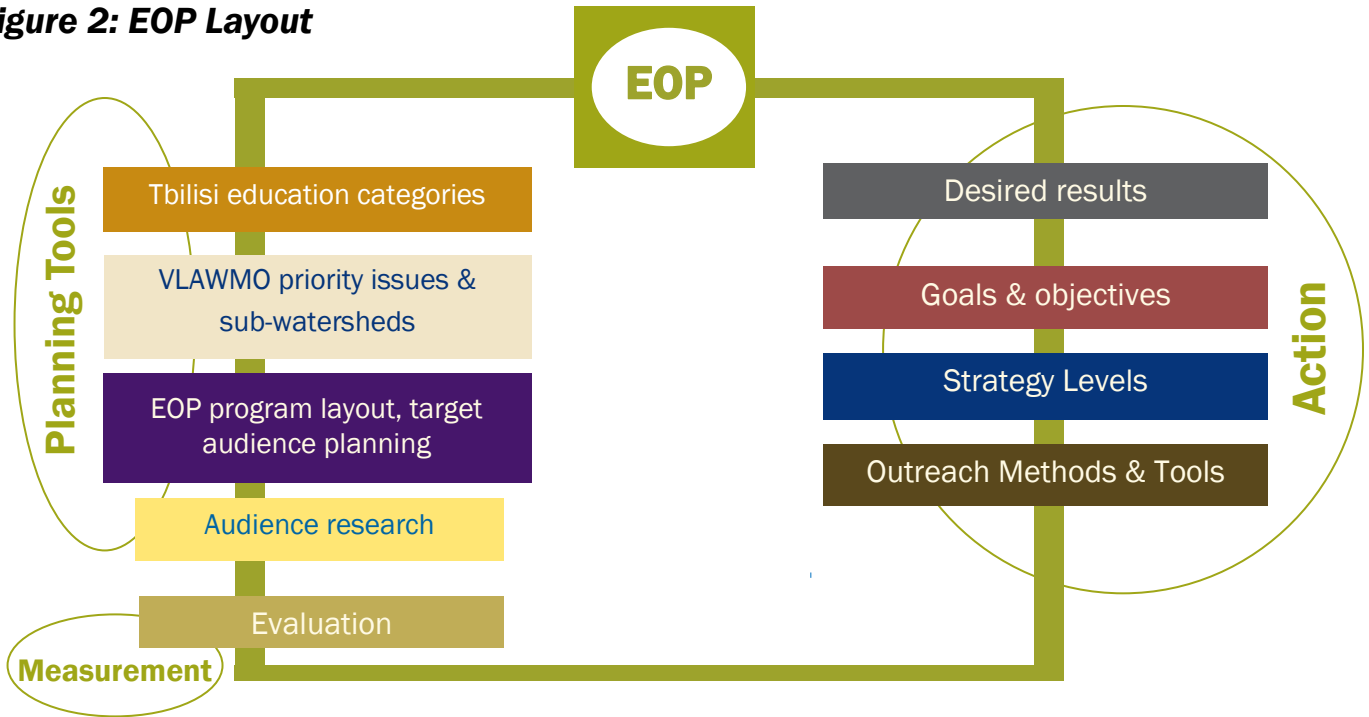 igure 2: EOP Layout
EOP
Planning Tools
Tbilisi education categories
VLAWMO priority issues &
sub-watersheds
EOP program layout, target
audience planning
Audience research
Evaluation
Measurement
Desired results
Goals & objectives
Strategy Levels
Outreach Methods & Tools
Action